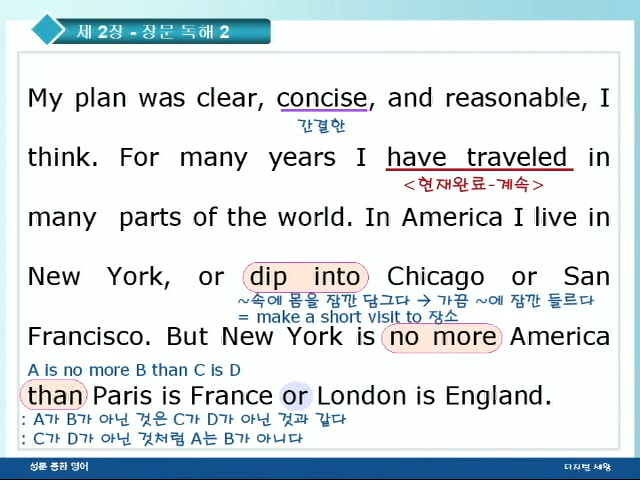 제 2장 - 장문 독해 2
My plan was clear, concise, and reasonable, I
간결한
think. For many years I have traveled in
<현재완료-계속>
many parts of the world. In America I live in
New York, or dip into Chicago or San
~속에 몸을 잠깐 담그다 → 가끔 ~에 잠깐 들르다
= make a short visit to 장소
Francisco. But New York is no more America
A is no more B than C is D
than Paris is France or London is England.
: A가 B가 아닌 것은 C가 D가 아닌 것과 같다
: C가 D가 아닌 것처럼 A는 B가 아니다
성문 종합 영어
디지털 세왕